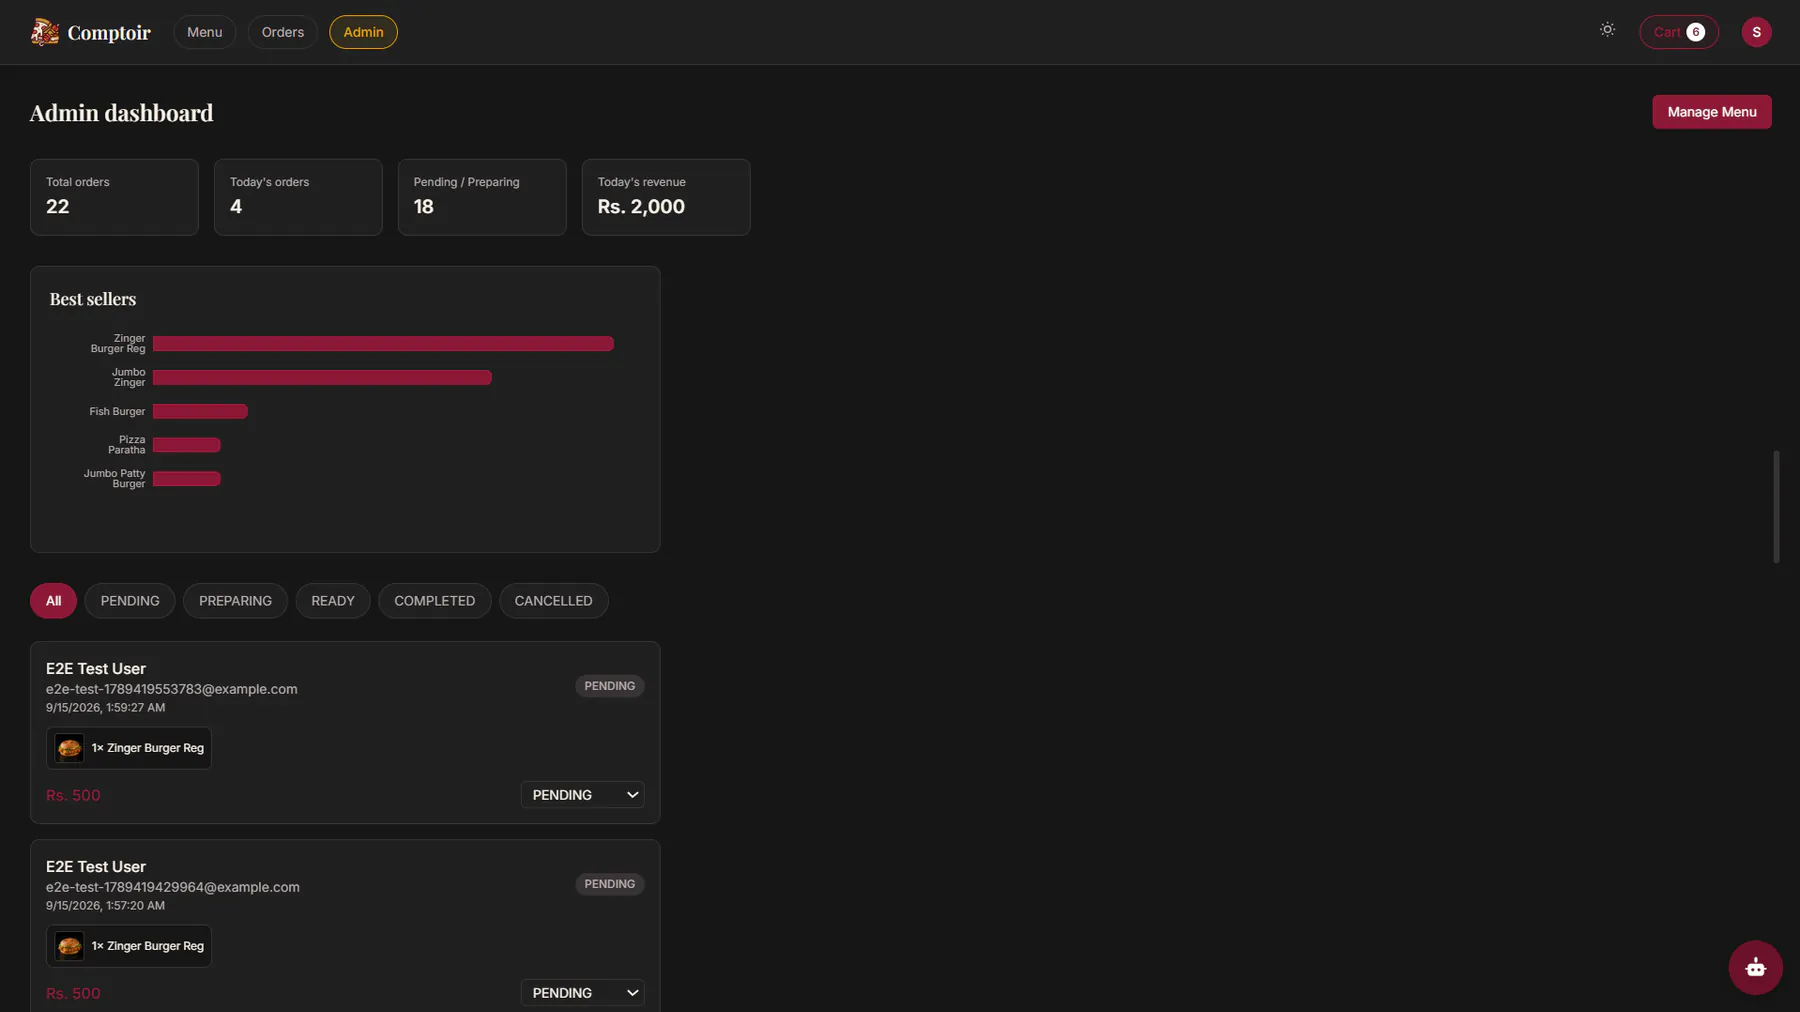 Comptoir
Menu
Orders
Admin
Cart 6
S
Admin dashboard
Manage Menu
Total orders
22
Today's orders
4
Pending / Preparing
18
Today's revenue
Rs. 2,000
Best sellers
Zinger
Burger Reg
Jumbo
Zinger
Fish Burger
Pizza
Paratha
Jumbo Patty
Burger
All
PENDING
PREPARING
READY
COMPLETED
CANCELLED
E2E Test User
e2e-test-1789419553783@example.com
9/15/2026, 1:59:27 AM
PENDING
1× Zinger Burger Reg
Rs. 500
PENDING
E2E Test User
e2e-test-1789419429964@example.com
9/15/2026, 1:57:20 AM
PENDING
1× Zinger Burger Reg
Rs. 500
PENDING